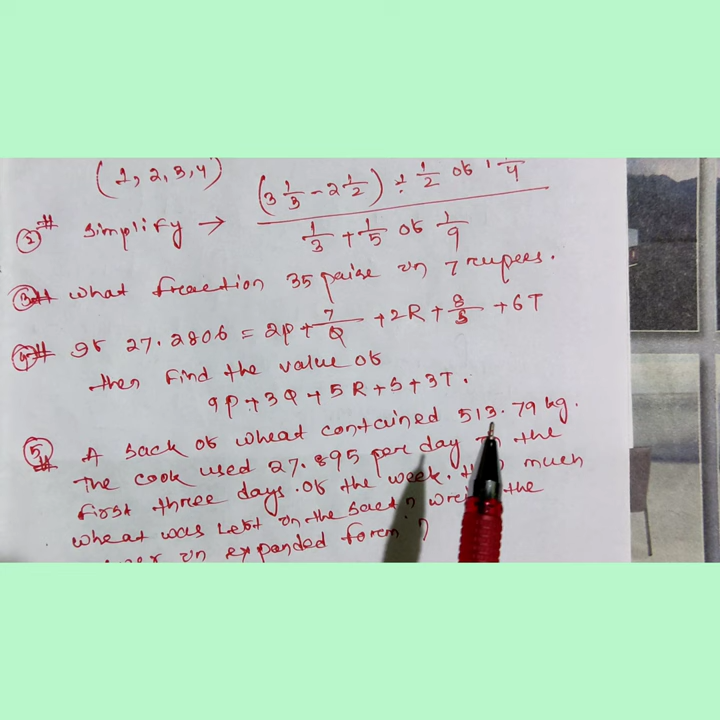 (1, 2, 3, 4)
② # Simplify → (3 1/3 - 2 1/2) ÷ 1/2 of 1 1/4
1/3 + 1/5 of 1/9
③ # What fraction 35 paise in 7 rupees.
④ # If 27.2806 = 2P + 7/Q + 2R + 8/S + 6T
then find the value of
9P + 3Q + 5R + S + 3T.
⑤ # A sack of wheat contained 513.79 kg.
The cook used 27.895 per day in the
first three days of the week. much
wheat was left in the sack the
in expanded form